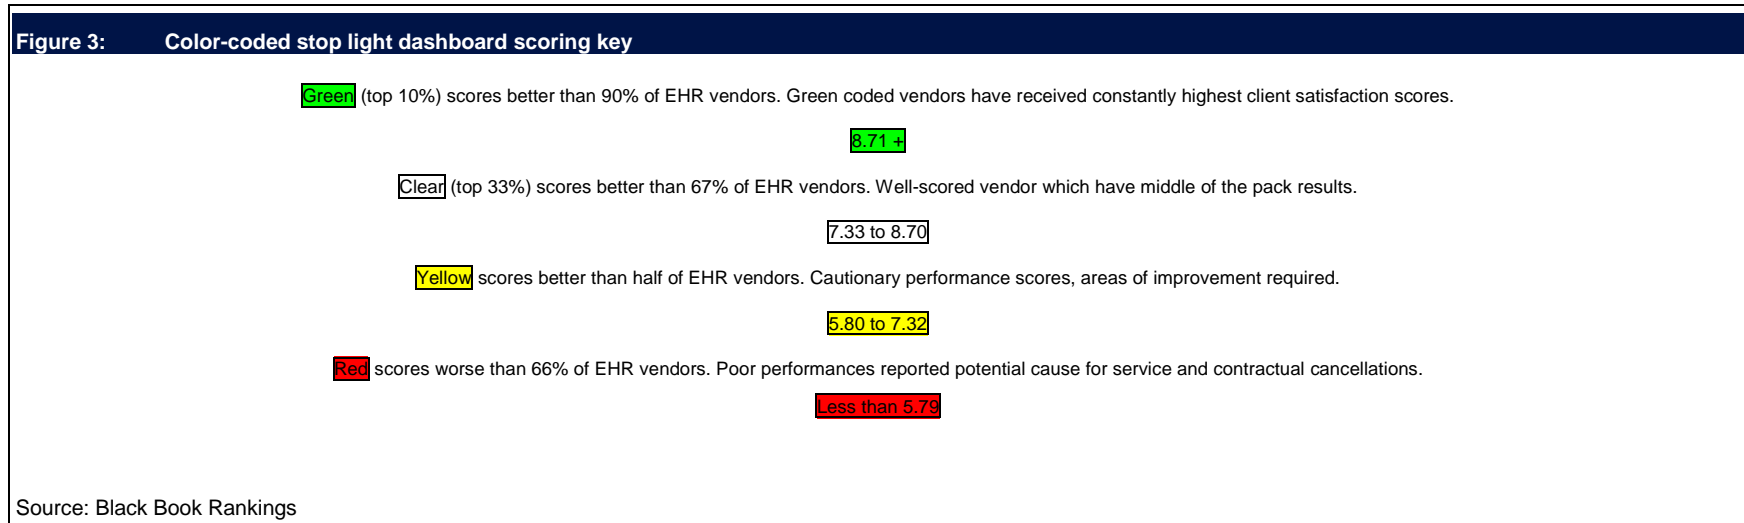 Figure 3: Color-coded stop light dashboard scoring key
Green (top 10%) scores better than 90% of EHR vendors. Green coded vendors have received constantly highest client satisfaction scores.
8.71 +
Clear (top 33%) scores better than 67% of EHR vendors. Well-scored vendor which have middle of the pack results.
7.33 to 8.70
Yellow scores better than half of EHR vendors. Cautionary performance scores, areas of improvement required.
5.80 to 7.32
Red scores worse than 66% of EHR vendors. Poor performances reported potential cause for service and contractual cancellations.
Less than 5.79
Source: Black Book Rankings